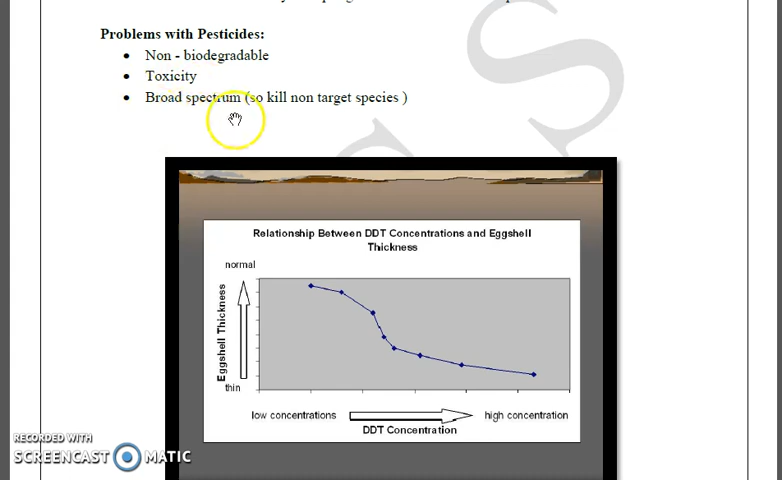 Problems with Pesticides:
• Non - biodegradable
• Toxicity
• Broad spectrum (so kill non target species )
Relationship Between DDT Concentrations and Eggshell
Thickness
normal
Eggshell Thickness
thin
low concentrations
high concentration
DDT Concentration
RECORDED WITH
SCREENCAST MATIC